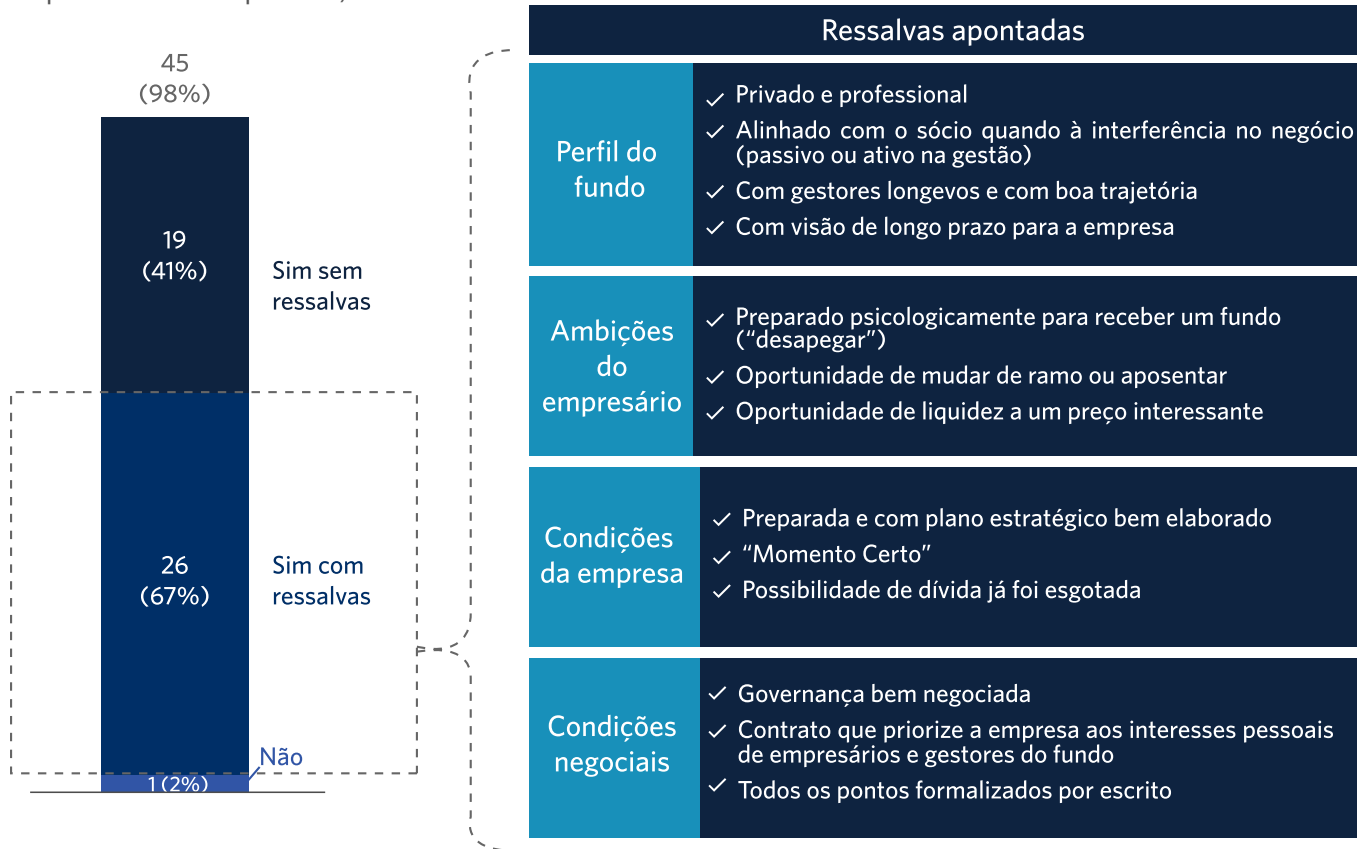 45
(98%)
19
(41%)
Sim sem
ressalvas
26
(67%)
Sim com
ressalvas
Não
1 (2%)
Ressalvas apontadas
Perfil do
fundo
✓ Privado e professional
✓ Alinhado com o sócio quando à interferência no negócio
(passivo ou ativo na gestão)
✓ Com gestores longevos e com boa trajetória
✓ Com visão de longo prazo para a empresa
Ambições
do
empresário
✓ Preparado psicologicamente para receber um fundo
(“desapegar”)
✓ Oportunidade de mudar de ramo ou aposentar
✓ Oportunidade de liquidez a um preço interessante
Condições
da empresa
✓ Preparada e com plano estratégico bem elaborado
✓ “Momento Certo”
✓ Possibilidade de dívida já foi esgotada
Condições
negociais
✓ Governança bem negociada
✓ Contrato que priorize a empresa aos interesses pessoais
de empresários e gestores do fundo
✓ Todos os pontos formalizados por escrito